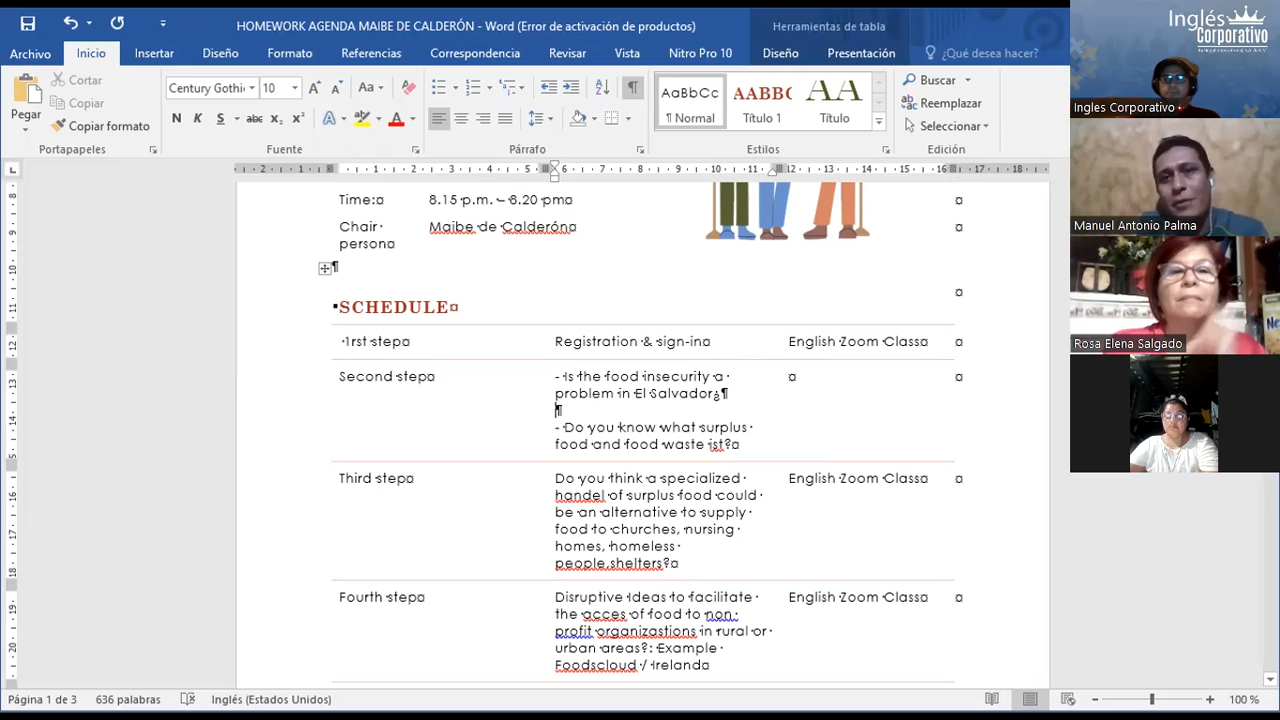 HOMEWORK AGENDA MAIBE DE CALDERÓN - Word (Error de activación de productos)
Herramientas de tabla
Archivo Inicio Insertar Diseño Formato Referencias Correspondencia Revisar Vista Nitro Pro 10 Diseño Presentación ¿Qué desea hacer?
Pegar
Cortar
Copiar
Copiar formato
Portapapeles
Century Gothi 10
Fuente
Párrafo
AaBbCc
¶ Normal
AABBC
Título 1
AA
Título
Estilos
Buscar
Reemplazar
Seleccionar
Edición
Time: 8.15 p.m. – 8.20 pm
Chair
person
Maibe de Calderón
SCHEDULE
1rst step
Registration & sign-in
English Zoom Class
Second step
- Is the food insecurity a
problem in El Salvador¿
- Do you know what surplus
food and food waste ist?
Third step
Do you think a specialized
handel of surplus food could
be an alternative to supply
food to churches, nursing
homes, homeless
people,shelters?
English Zoom Class
Fourth step
Disruptive Ideas to facilitate
the acces of food to non
profit organizastions in rural or
urban areas?: Example
Foodscloud / Ireland
English Zoom Class
Página 1 de 3 636 palabras Inglés (Estados Unidos) 100 %
Inglés
Corporativo
Ingles Corporativo
Manuel Antonio Palma
Rosa Elena Salgado